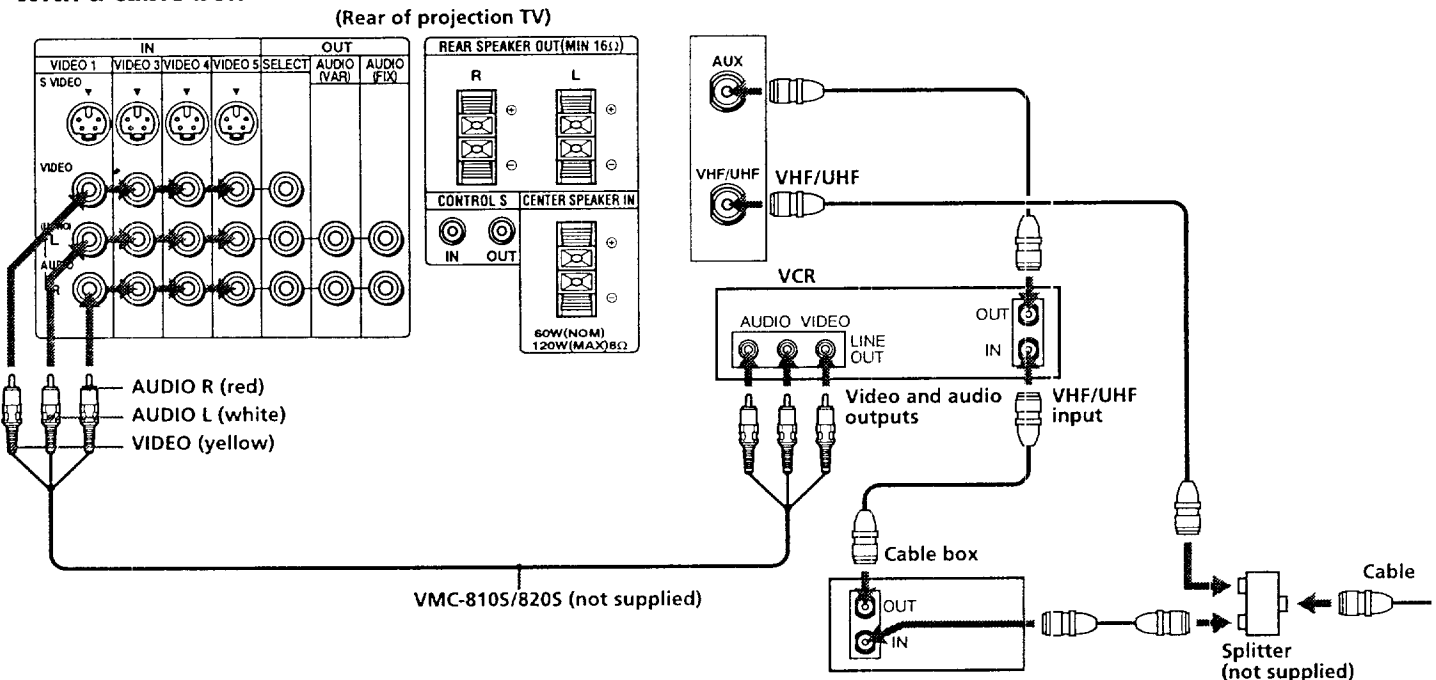 (Rear of projection TV)
IN
OUT
VIDEO 1 VIDEO 3 VIDEO 4 VIDEO 5 SELECT AUDIO (VAR) AUDIO (FIX)
S VIDEO
VIDEO
L
AUDIO
R
REAR SPEAKER OUT(MIN 16Ω)
R L
⊕
⊖
CONTROL S
IN OUT
CENTER SPEAKER IN
⊕
⊖
60W(NOM)
120W(MAX)8Ω
AUX
VHF/UHF
VHF/UHF
VCR
AUDIO VIDEO
LINE
OUT
OUT
IN
AUDIO R (red)
AUDIO L (white)
VIDEO (yellow)
Video and audio
outputs
VHF/UHF
input
VMC-810S/820S (not supplied)
Cable box
OUT
IN
Cable
Splitter
(not supplied)